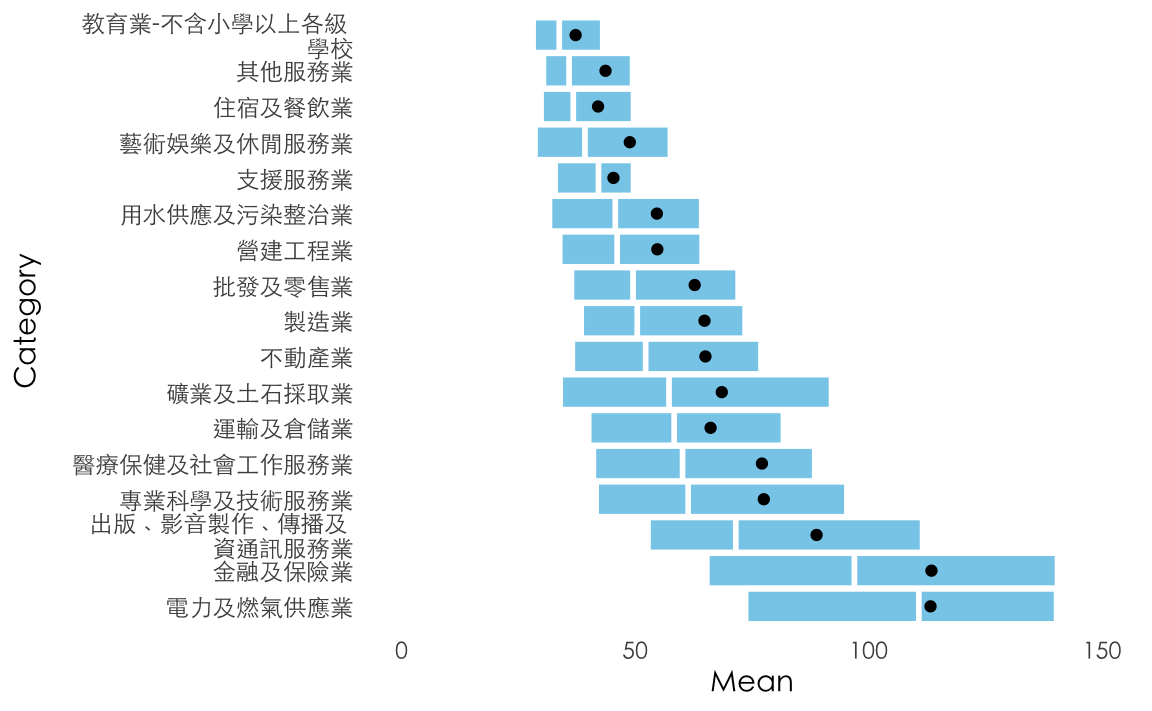 教育業-不含小學以上各級
學校
其他服務業
住宿及餐飲業
藝術娛樂及休閒服務業
支援服務業
用水供應及污染整治業
營建工程業
批發及零售業
製造業
不動產業
礦業及土石採取業
運輸及倉儲業
醫療保健及社會工作服務業
專業科學及技術服務業
出版、影音製作、傳播及
資通訊服務業
金融及保險業
電力及燃氣供應業
Category
0 50 100 150
Mean